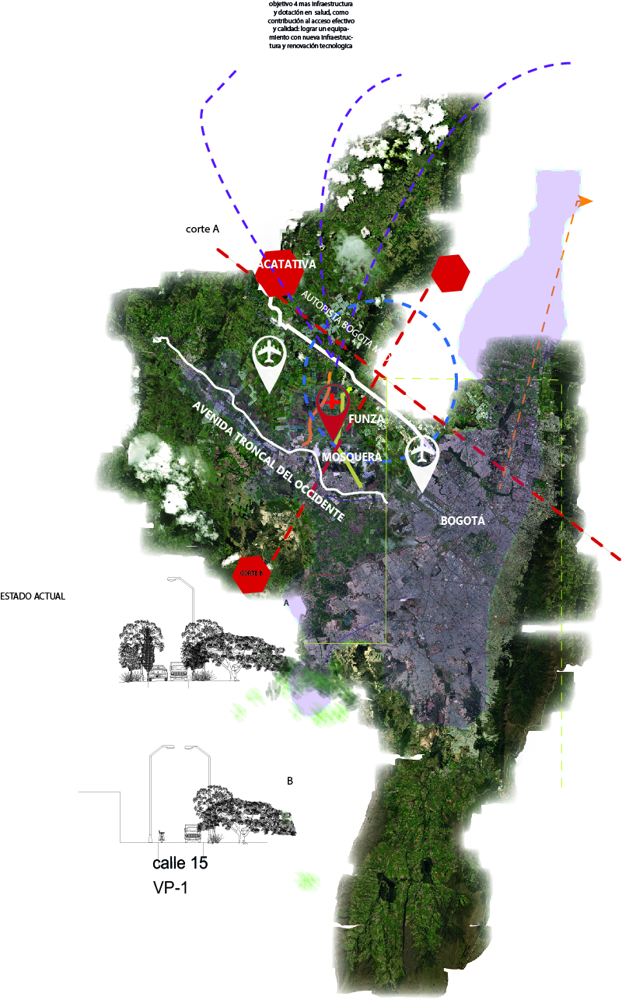 objetivo 4 mas infraestructura
y dotación en salud, como
contribución al acceso efectivo
y calidad: lograr un equipa-
miento con nueva infraestruc-
tura y renovación tecnologica
corte A
ACATATIVA
AUTOPISTA BOGOTÁ
FUNZA
MOSQUERA
AVENIDA TRONCAL DEL OCCIDENTE
BOGOTÁ
CORTE B
ESTADO ACTUAL
A
B
calle 15
VP-1